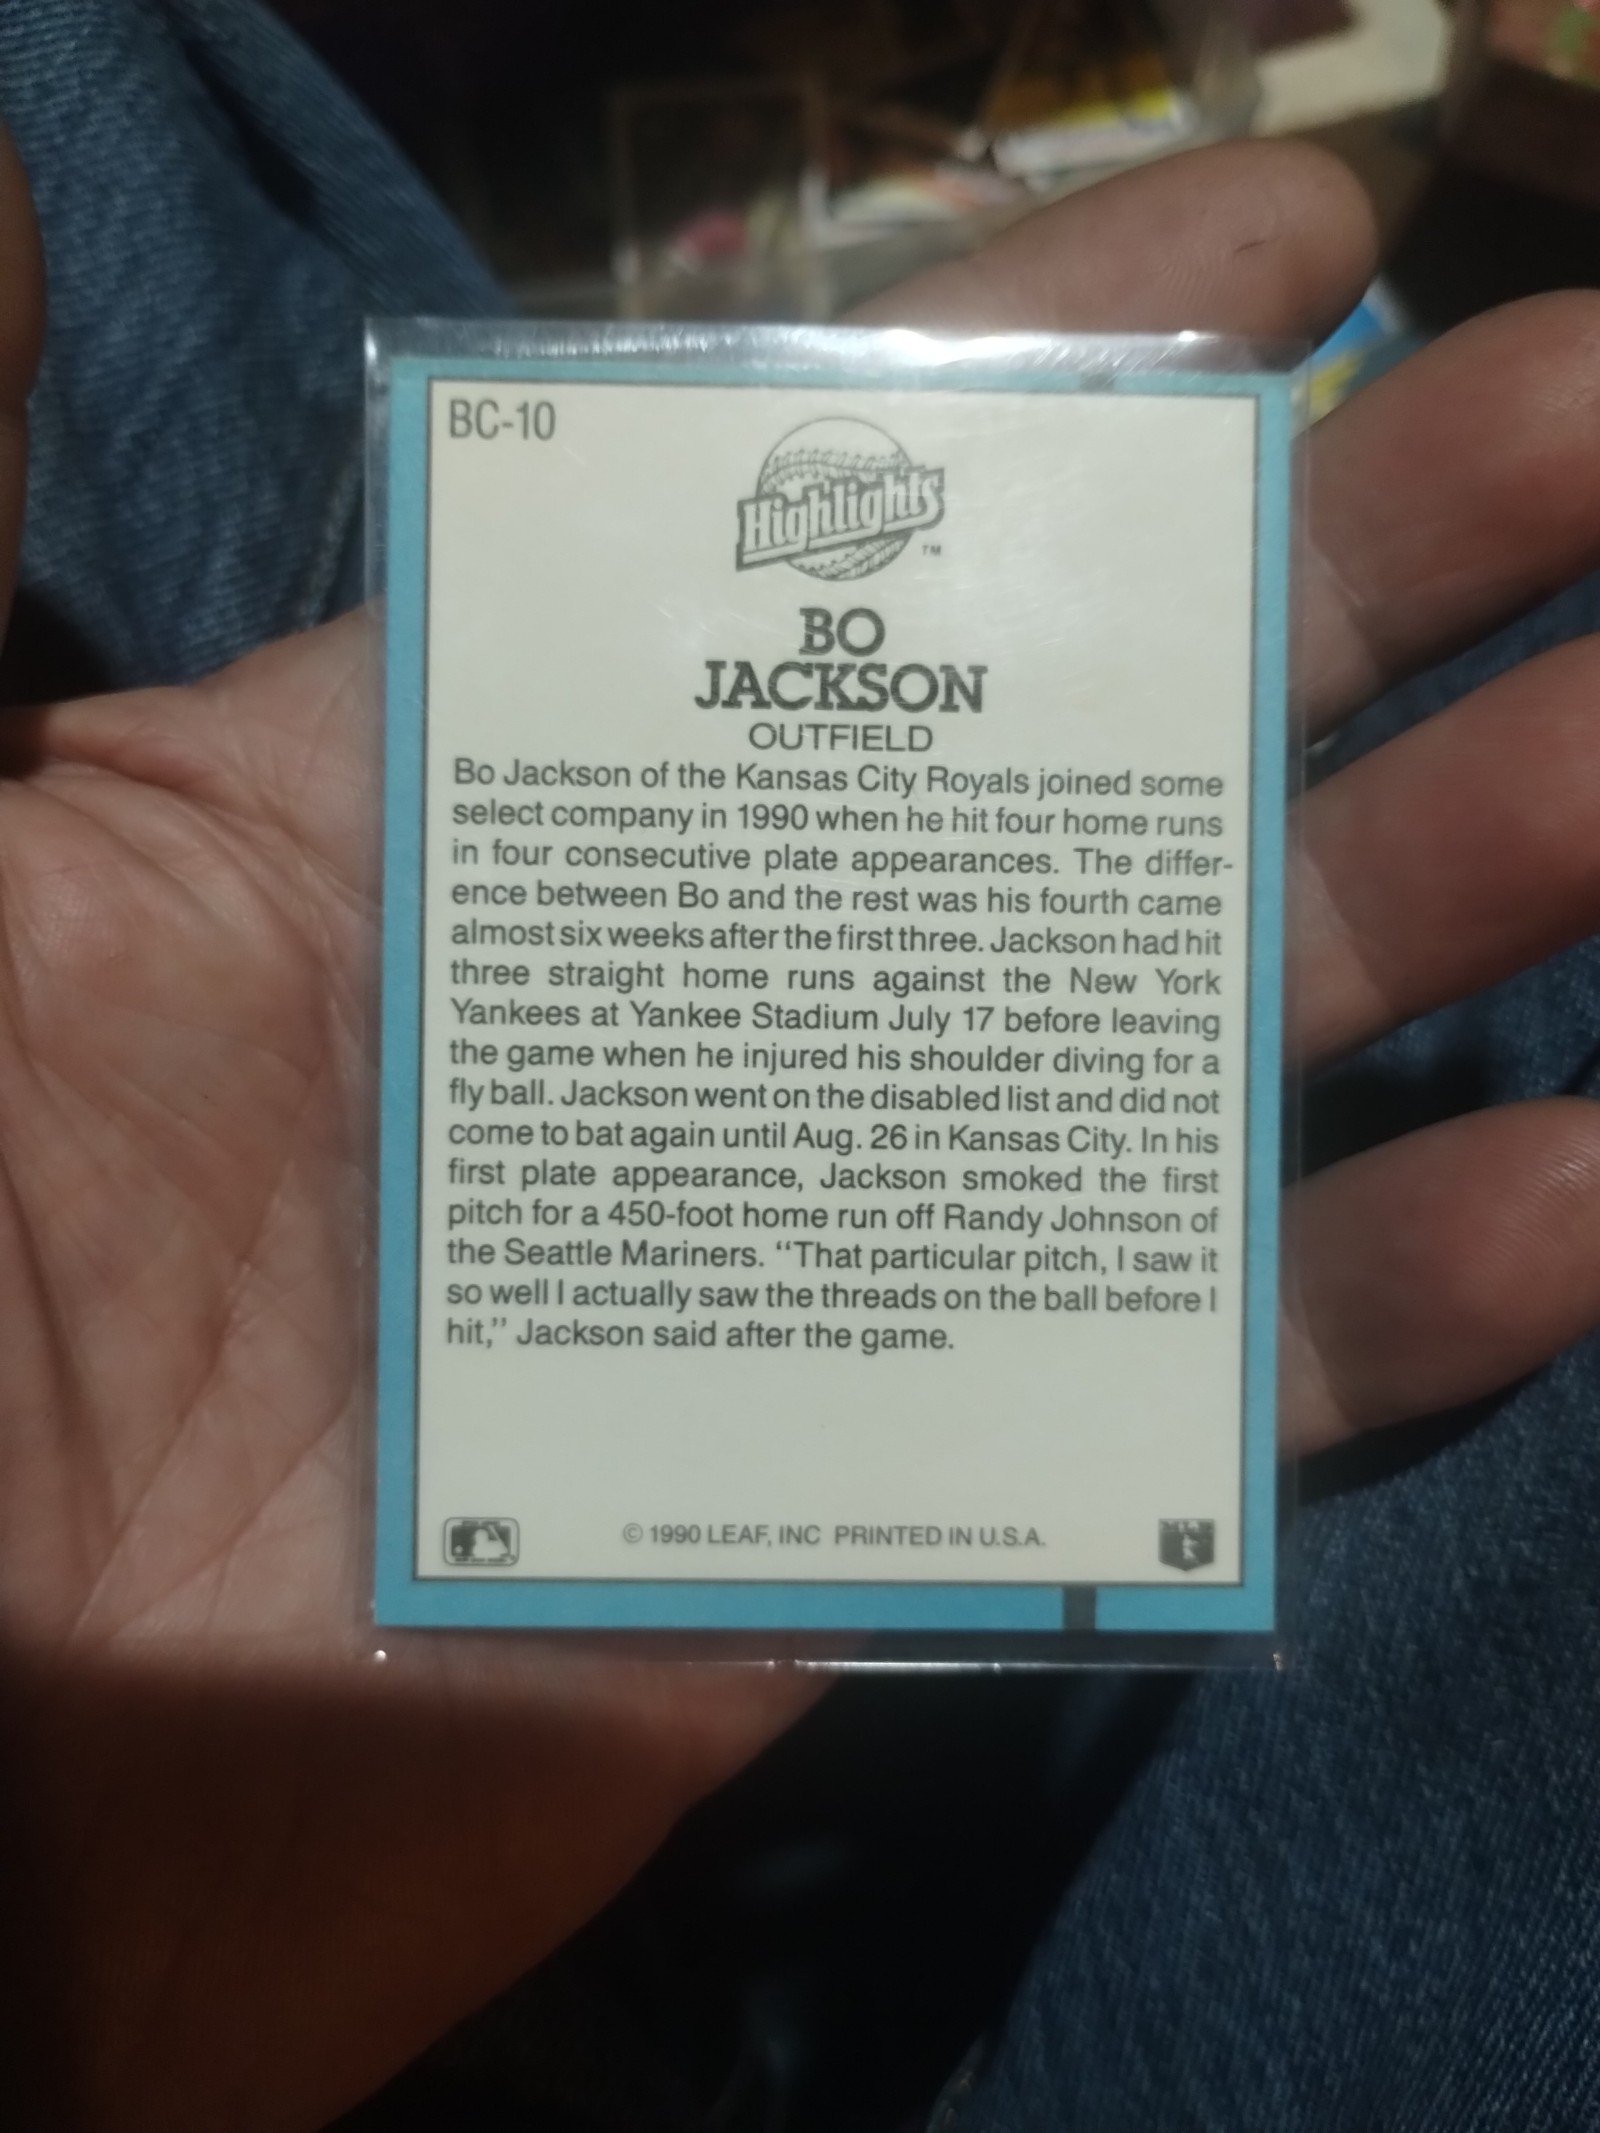 BC-10
Highlights
TM
BO
JACKSON
OUTFIELD
Bo Jackson of the Kansas City Royals joined some
select company in 1990 when he hit four home runs
in four consecutive plate appearances. The differ-
ence between Bo and the rest was his fourth came
almost six weeks after the first three. Jackson had hit
three straight home runs against the New York
Yankees at Yankee Stadium July 17 before leaving
the game when he injured his shoulder diving for a
fly ball. Jackson went on the disabled list and did not
come to bat again until Aug. 26 in Kansas City. In his
first plate appearance, Jackson smoked the first
pitch for a 450-foot home run off Randy Johnson of
the Seattle Mariners. “That particular pitch, I saw it
so well I actually saw the threads on the ball before I
hit,” Jackson said after the game.
© 1990 LEAF, INC PRINTED IN U.S.A.